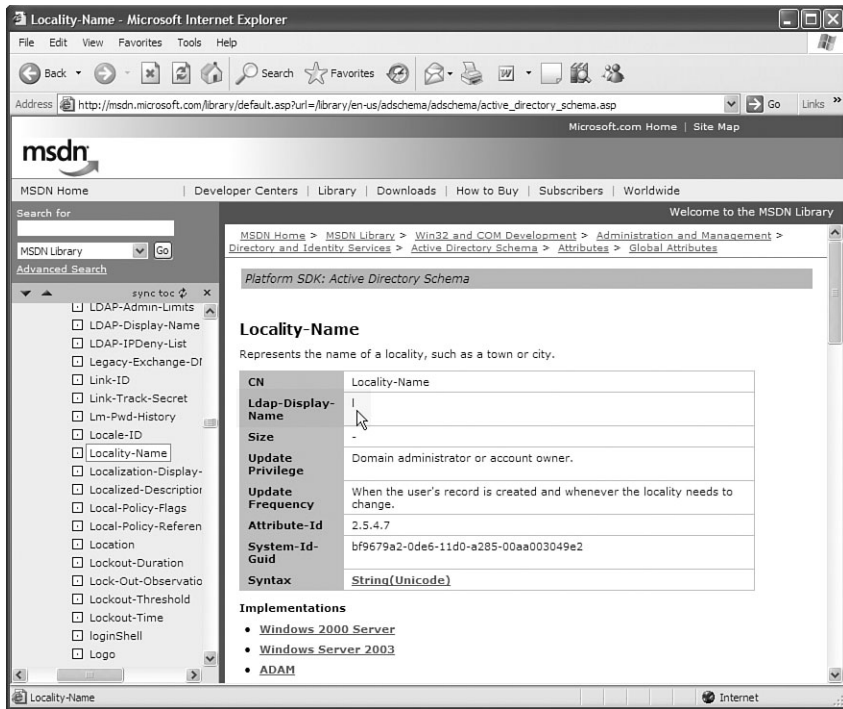 Locality-Name - Microsoft Internet Explorer
File Edit View Favorites Tools Help
Back Search Favorites
Address http://msdn.microsoft.com/library/default.asp?url=/library/en-us/adschema/adschema/active_directory_schema.asp Go Links »
Microsoft.com Home | Site Map
msdn
MSDN Home | Developer Centers | Library | Downloads | How to Buy | Subscribers | Worldwide
Search for
MSDN Library Go
Advanced Search
sync toc
LDAP-Admin-Limits
LDAP-Display-Name
LDAP-IPDeny-List
Legacy-Exchange-DN
Link-ID
Link-Track-Secret
Lm-Pwd-History
Locale-ID
Locality-Name
Localization-Display-
Localized-Description
Local-Policy-Flags
Local-Policy-Referen
Location
Lockout-Duration
Lock-Out-Observatio
Lockout-Threshold
Lockout-Time
loginShell
Logo
Welcome to the MSDN Library
MSDN Home > MSDN Library > Win32 and COM Development > Administration and Management >
Directory and Identity Services > Active Directory Schema > Attributes > Global Attributes
Platform SDK: Active Directory Schema
Locality-Name
Represents the name of a locality, such as a town or city.
CN Locality-Name
Ldap-Display-
Name l
Size -
Update
Privilege Domain administrator or account owner.
Update
Frequency When the user's record is created and whenever the locality needs to
change.
Attribute-Id 2.5.4.7
System-Id-
Guid bf9679a2-0de6-11d0-a285-00aa003049e2
Syntax String(Unicode)
Implementations
• Windows 2000 Server
• Windows Server 2003
• ADAM
Locality-Name Internet